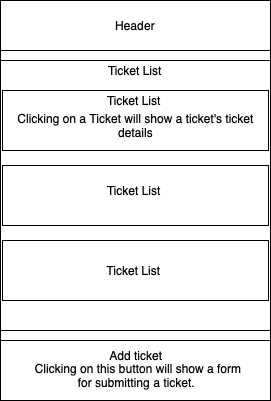 Header
Ticket List
Ticket List
Clicking on a Ticket will show a ticket's ticket
details
Ticket List
Ticket List
Add ticket
Clicking on this button will show a form
for submitting a ticket.